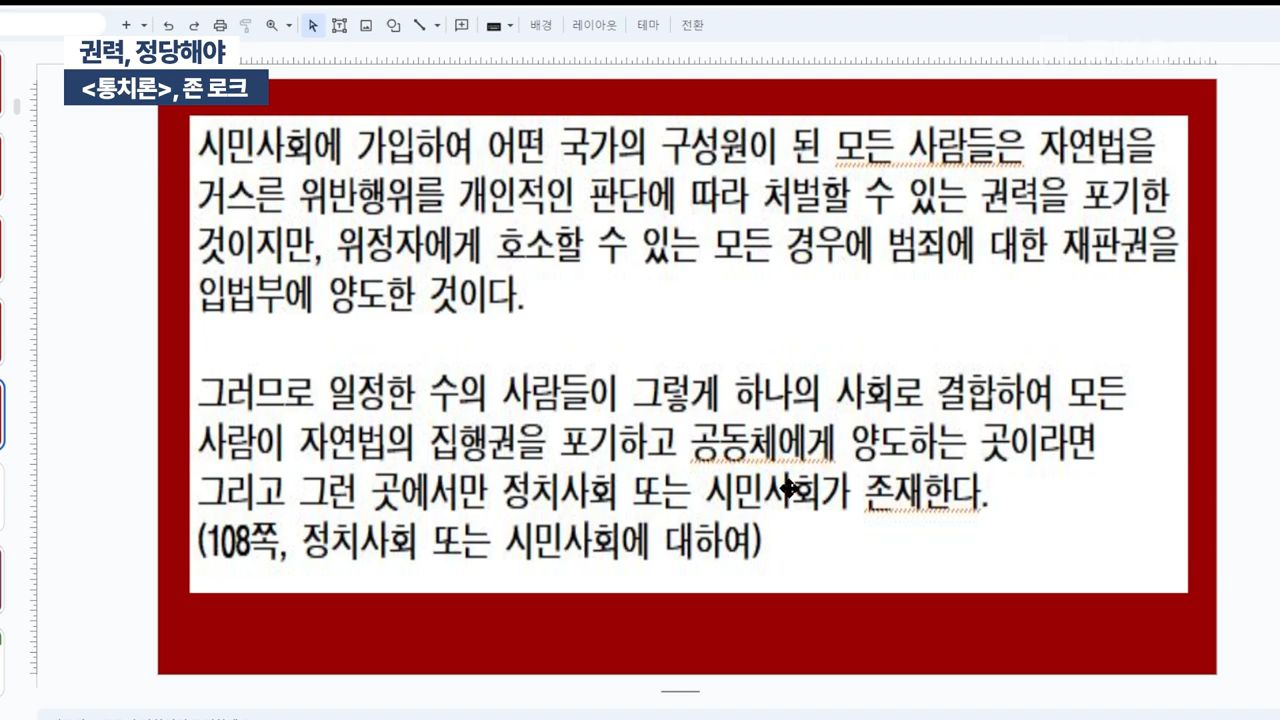 배경 레이아웃 테마 전환
권력, 정당해야
<통치론>, 존 로크
시민사회에 가입하여 어떤 국가의 구성원이 된 모든 사람들은 자연법을
거스른 위반행위를 개인적인 판단에 따라 처벌할 수 있는 권력을 포기한
것이지만, 위정자에게 호소할 수 있는 모든 경우에 범죄에 대한 재판권을
입법부에 양도한 것이다.
그러므로 일정한 수의 사람들이 그렇게 하나의 사회로 결합하여 모든
사람이 자연법의 집행권을 포기하고 공동체에게 양도하는 곳이라면
그리고 그런 곳에서만 정치사회 또는 시민사회가 존재한다.
(108쪽, 정치사회 또는 시민사회에 대하여)